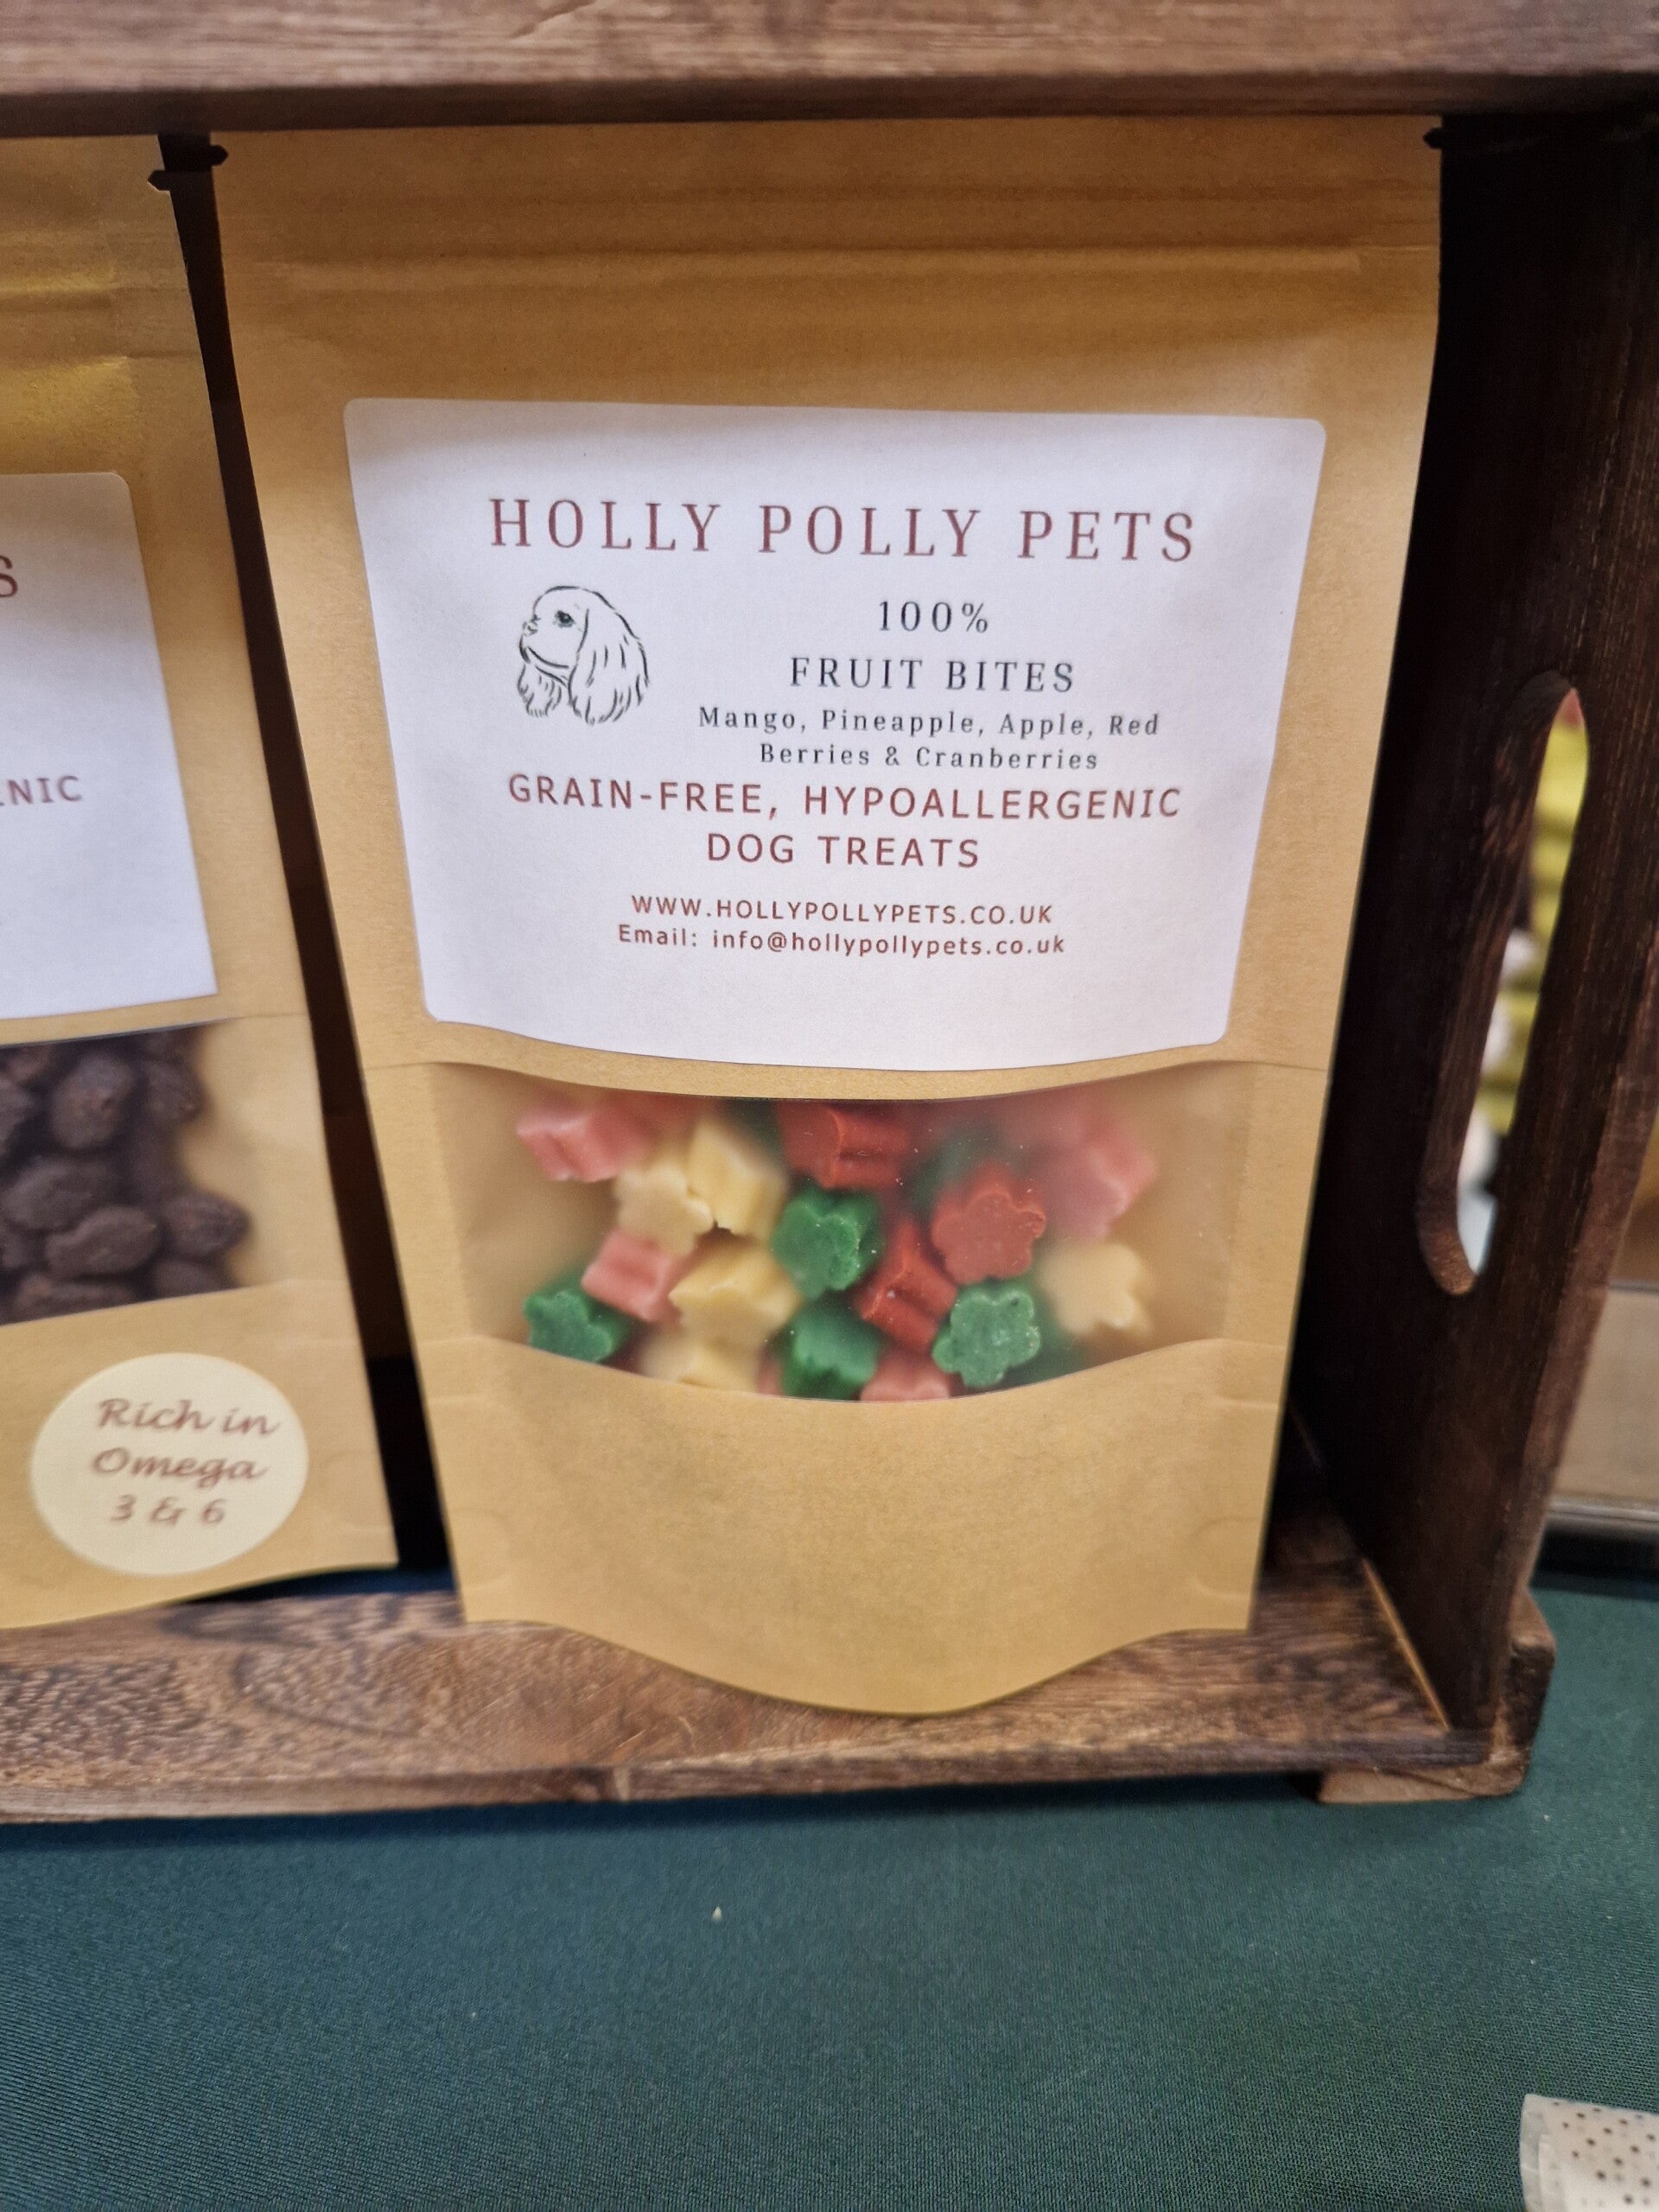 HOLLY POLLY PETS
100%
FRUIT BITES
Mango, Pineapple, Apple, Red
Berries & Cranberries
GRAIN-FREE, HYPOALLERGENIC
DOG TREATS
WWW.HOLLYPOLLYPETS.CO.UK
Email: info@hollypollypets.co.uk
Rich in
Omega
3 & 6